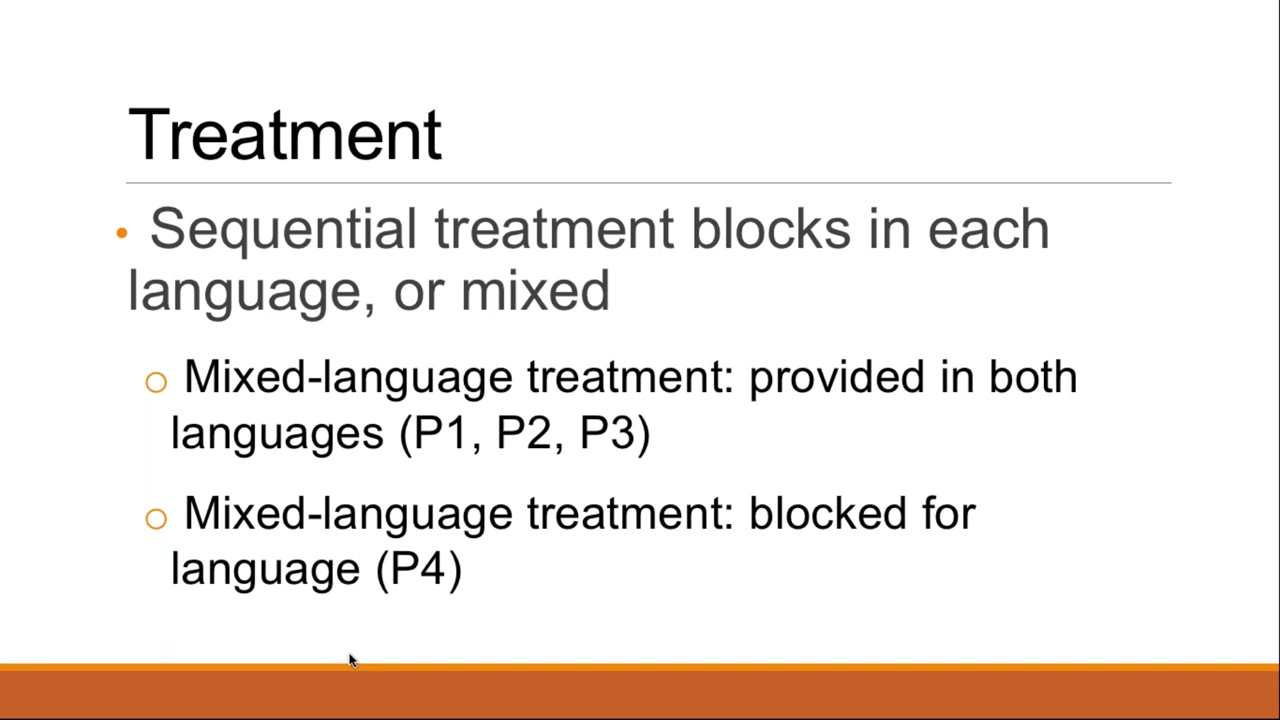 Treatment
• Sequential treatment blocks in each
language, or mixed
o Mixed-language treatment: provided in both
languages (P1, P2, P3)
o Mixed-language treatment: blocked for
language (P4)